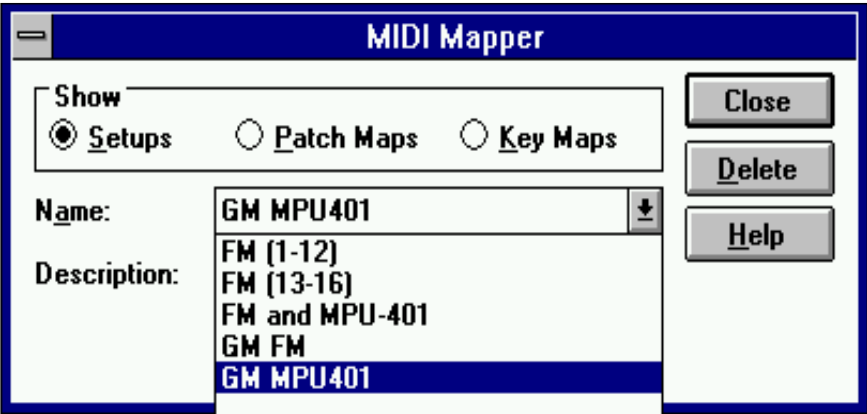 MIDI Mapper
Show
Setups Patch Maps Key Maps
Close
Delete
Name: GM MPU401
Help
FM (1-12)
Description: FM (13-16)
FM and MPU-401
GM FM
GM MPU401